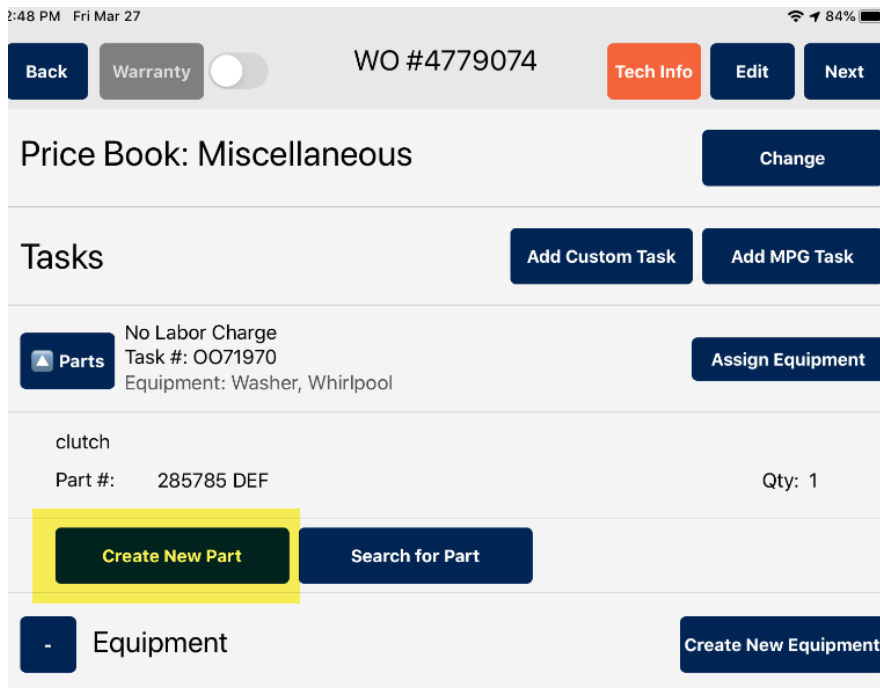 2:48 PM Fri Mar 27 84%
Back Warranty WO #4779074 Tech Info Edit Next
Price Book: Miscellaneous Change
Tasks Add Custom Task Add MPG Task
No Labor Charge
Parts Task #: OO71970 Assign Equipment
Equipment: Washer, Whirlpool
clutch
Part #: 285785 DEF Qty: 1
Create New Part Search for Part
- Equipment Create New Equipment